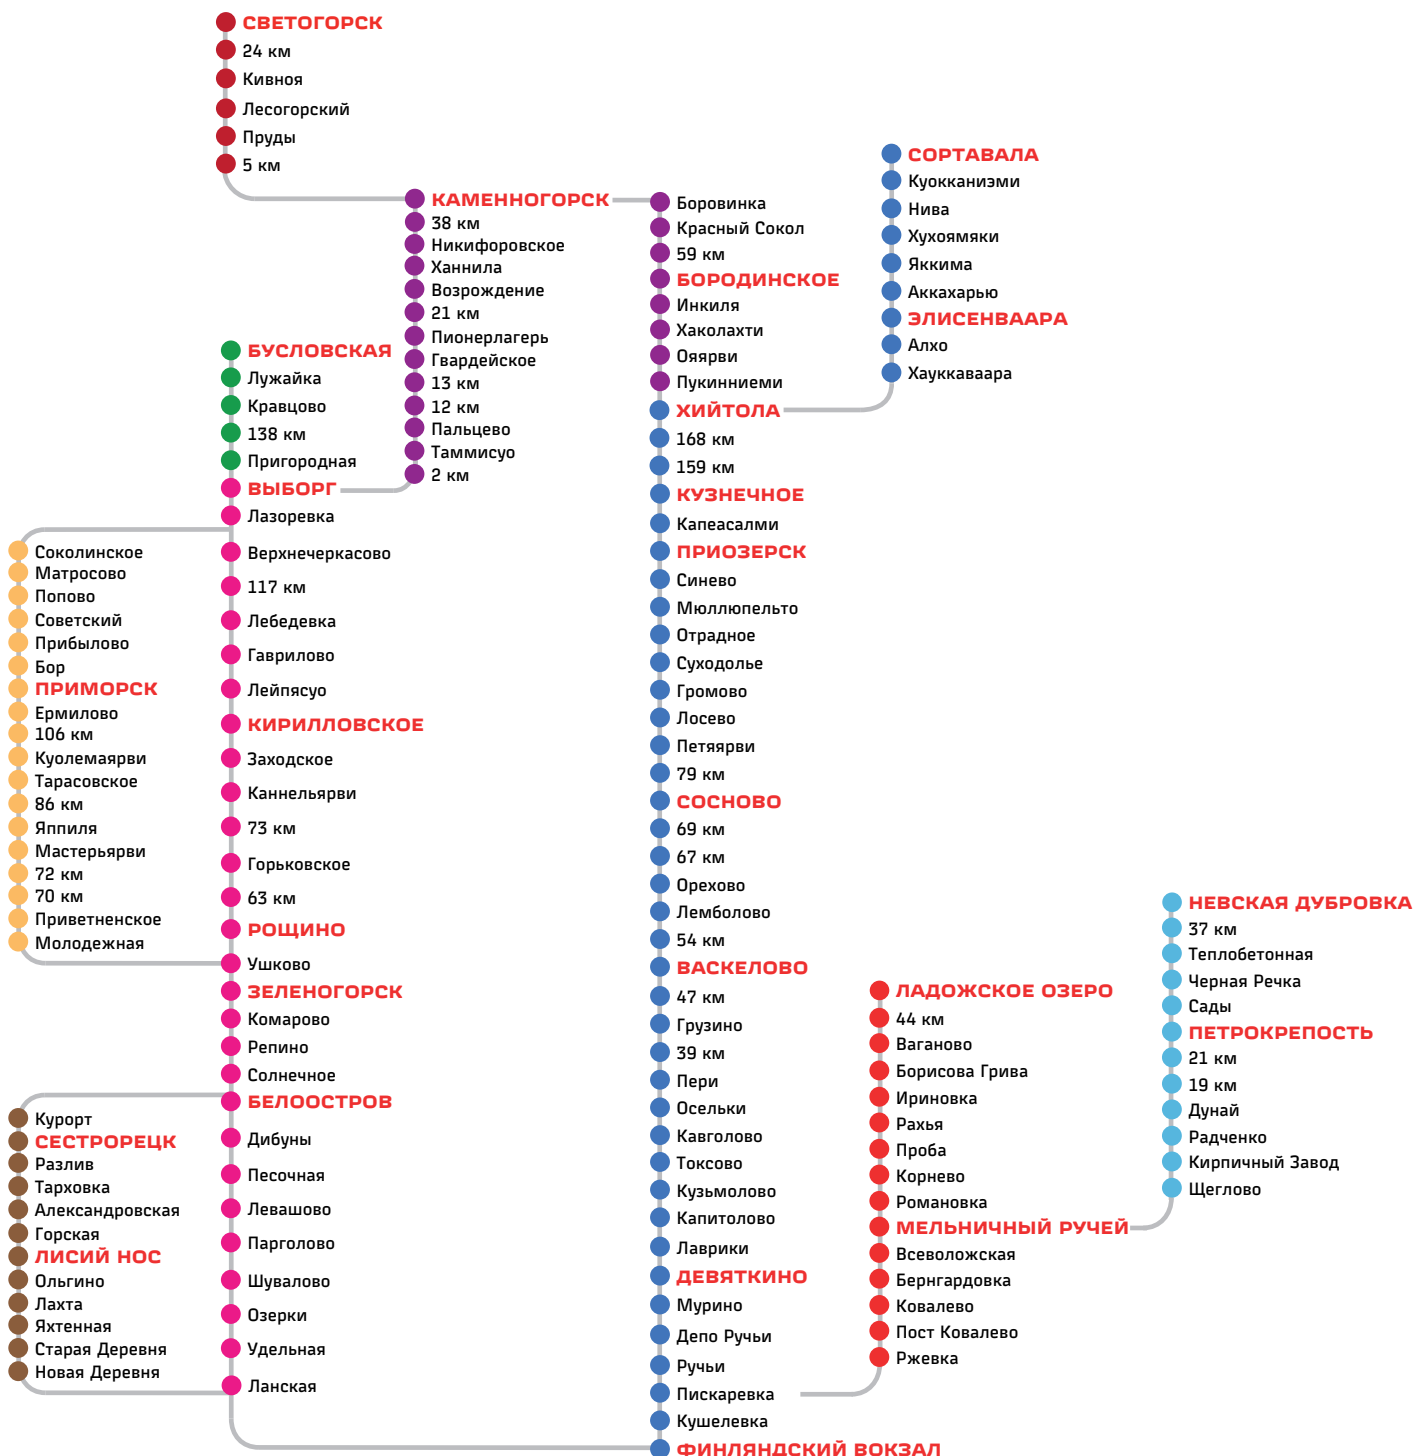 СВЕТОГОРСК
24 км
Кивноя
Лесогорский
Пруды
5 км
КАМЕННОГОРСК
38 км
Никифоровское
Ханнила
Возрождение
21 км
Пионерлагерь
Гвардейское
13 км
12 км
Пальцево
Таммисуо
2 км
БУСЛОВСКАЯ
Лужайка
Кравцово
138 км
Пригородная
ВЫБОРГ
Лазоревка
Верхнечеркасово
117 км
Лебедевка
Гаврилово
Лейпясуо
КИРИЛЛОВСКОЕ
Заходское
Каннельярви
73 км
Горьковское
63 км
РОЩИНО
Ушково
ЗЕЛЕНОГОРСК
Комарово
Репино
Солнечное
БЕЛООСТРОВ
Дибуны
Песочная
Левашово
Парголово
Шувалово
Озерки
Удельная
Ланская
Соколинское
Матросово
Попово
Советский
Прибылово
Бор
ПРИМОРСК
Ермилово
106 км
Куолемаярви
Тарасовское
86 км
Яппиля
Мастерьярви
72 км
70 км
Приветненское
Молодежная
Курорт
СЕСТРОРЕЦК
Разлив
Тарховка
Александровская
Горская
ЛИСИЙ НОС
Ольгино
Лахта
Яхтенная
Старая Деревня
Новая Деревня
Боровинка
Красный Сокол
59 км
БОРОДИНСКОЕ
Инкиля
Хаколахти
Ояярви
Пукинниеми
ХИЙТОЛА
168 км
159 км
КУЗНЕЧНОЕ
Капеасалми
ПРИОЗЕРСК
Синево
Мюллюпельто
Отрадное
Суходолье
Громово
Лосево
Петяярви
79 км
СОСНОВО
69 км
67 км
Орехово
Лемболово
54 км
ВАСКЕЛОВО
47 км
Грузино
39 км
Пери
Осельки
Кавголово
Токсово
Кузьмолово
Капитолово
Лаврики
ДЕВЯТКИНО
Мурино
Депо Ручьи
Ручьи
Пискаревка
Кушелевка
ФИНЛЯНДСКИЙ ВОКЗАЛ
СОРТАВАЛА
Куокканиэми
Нива
Хухоямяки
Яккима
Аккахарью
ЭЛИСЕНВААРА
Алхо
Хауккаваара
ЛАДОЖСКОЕ ОЗЕРО
44 км
Ваганово
Борисова Грива
Ириновка
Рахья
Проба
Корнево
Романовка
МЕЛЬНИЧНЫЙ РУЧЕЙ
Всеволожская
Бернгардовка
Ковалево
Пост Ковалево
Ржевка
НЕВСКАЯ ДУБРОВКА
37 км
Теплобетонная
Черная Речка
Сады
ПЕТРОКРЕПОСТЬ
21 км
19 км
Дунай
Радченко
Кирпичный Завод
Щеглово